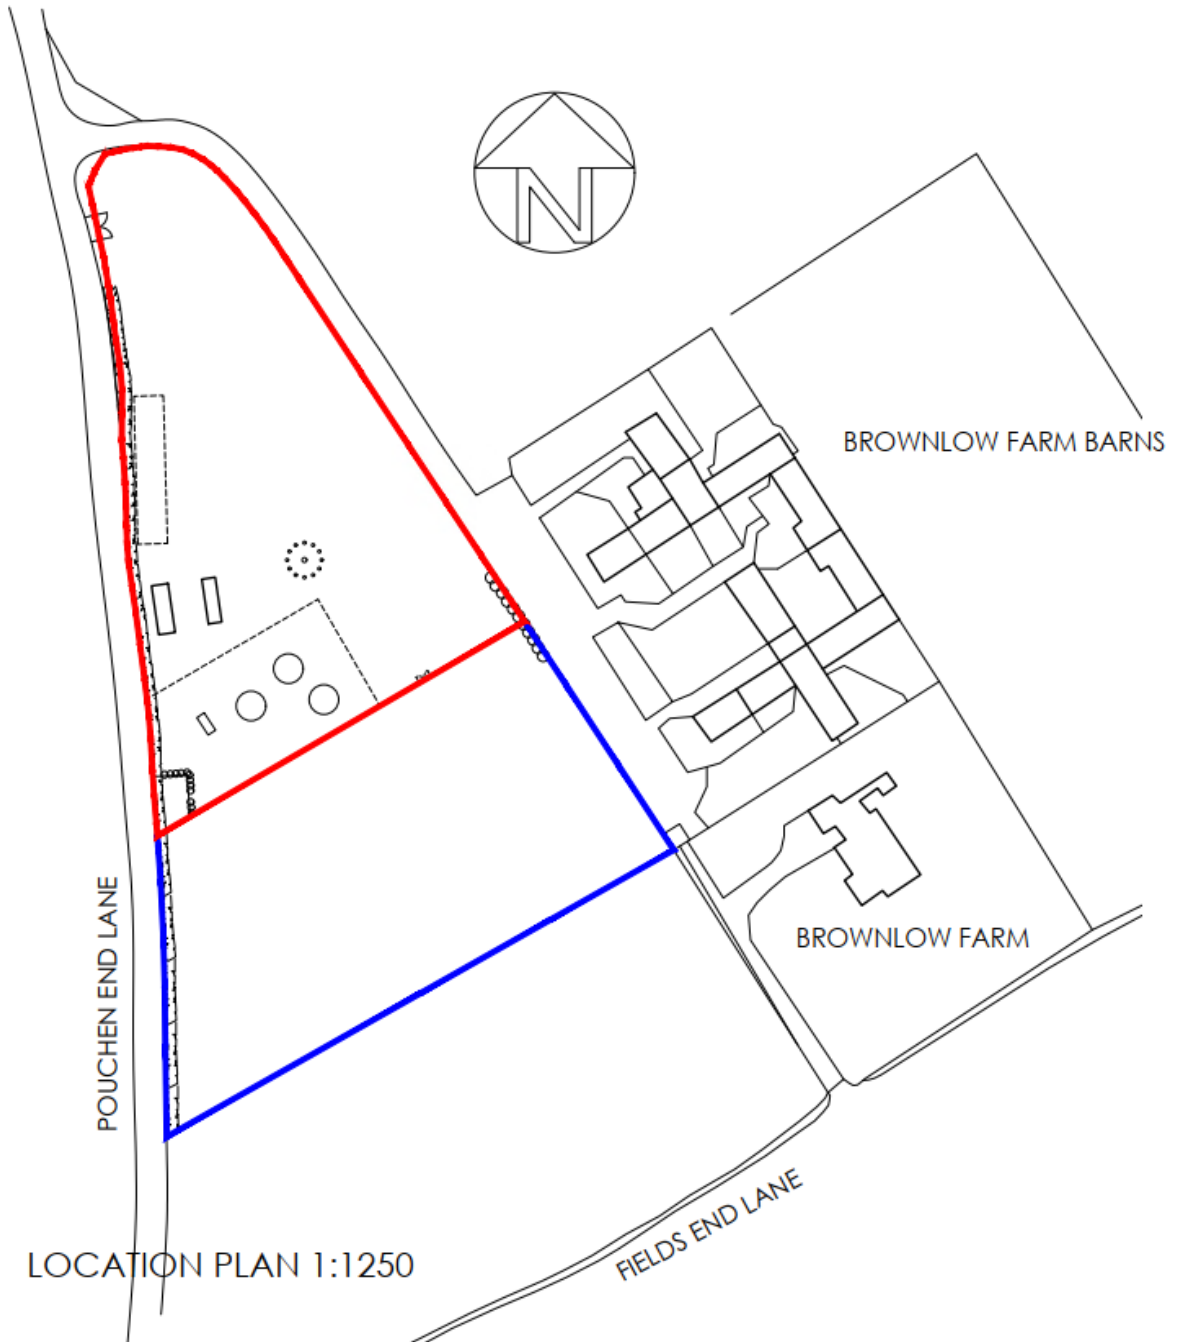 N
BROWNLOW FARM BARNS
BROWNLOW FARM
POUCHEN END LANE
FIELDS END LANE
LOCATION PLAN 1:1250